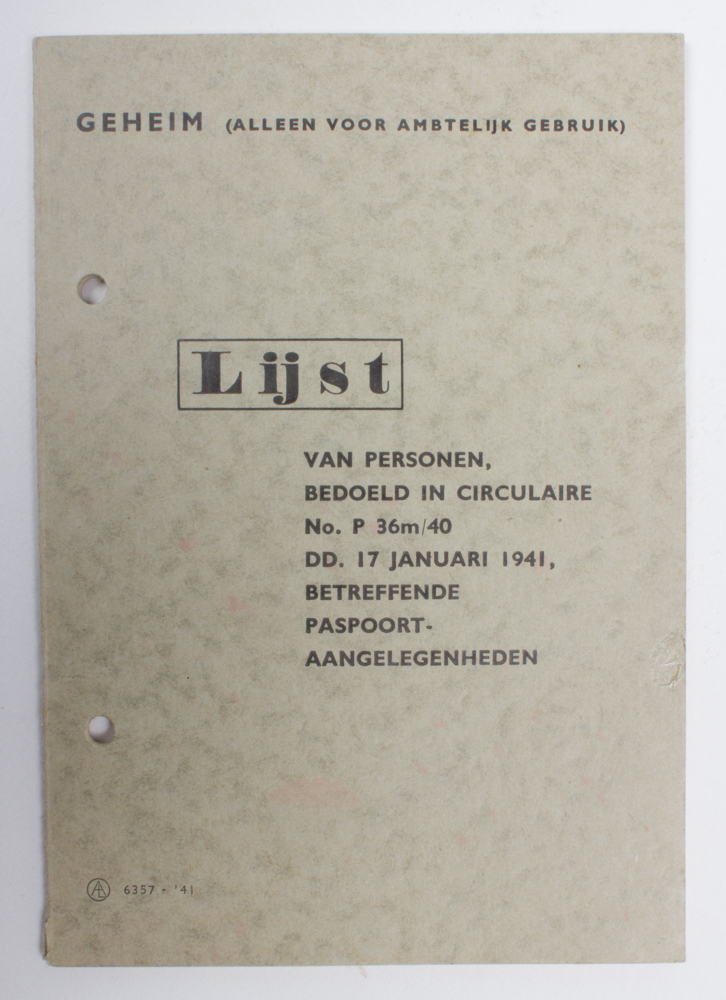 GEHEIM (ALLEEN VOOR AMBTELIJK GEBRUIK)
Lijst
VAN PERSONEN,
BEDOELD IN CIRCULAIRE
No. P 36m/40
DD. 17 JANUARI 1941,
BETREFFENDE
PASPOORT-
AANGELEGENHEDEN
AL 6357 - '41